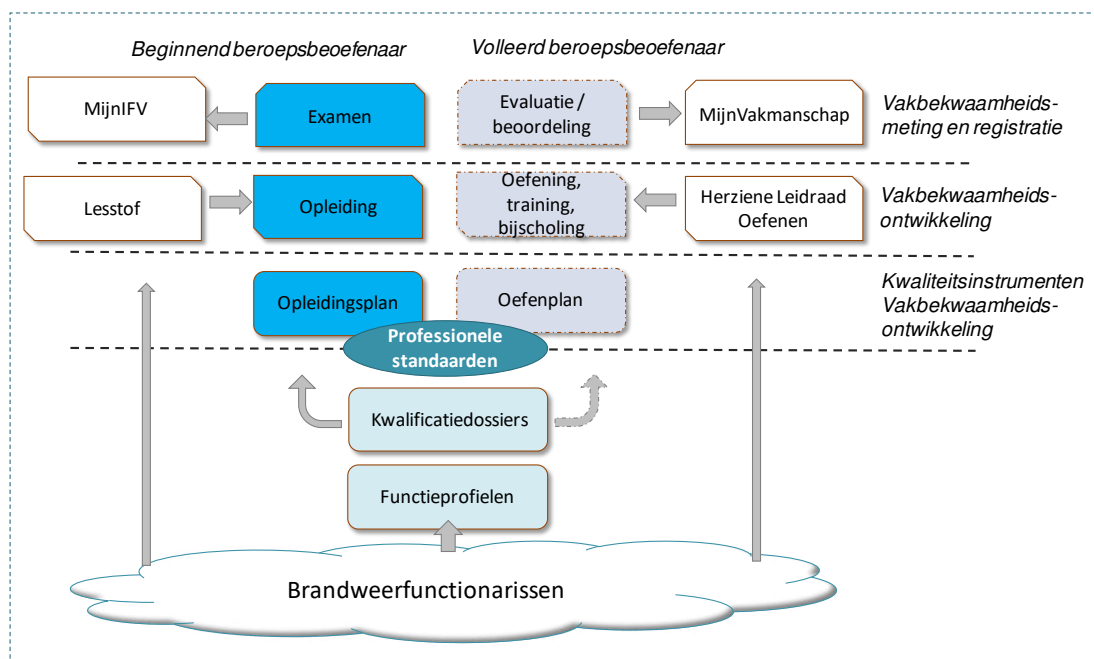 Beginnend beroepsbeoefenaar
Volleerd beroepsbeoefenaar
MijnIFV
Examen
Evaluatie /
beoordeling
MijnVakmanschap
Vakbekwaamheids-
meting en registratie
Lesstof
Opleiding
Oefening,
training,
bijscholing
Herziene Leidraad
Oefenen
Vakbekwaamheids-
ontwikkeling
Opleidingsplan
Oefenplan
Kwaliteitsinstrumenten
Vakbekwaamheids-
ontwikkeling
Professionele
standaarden
Kwalificatiedossiers
Functieprofielen
Brandweerfunctionarissen